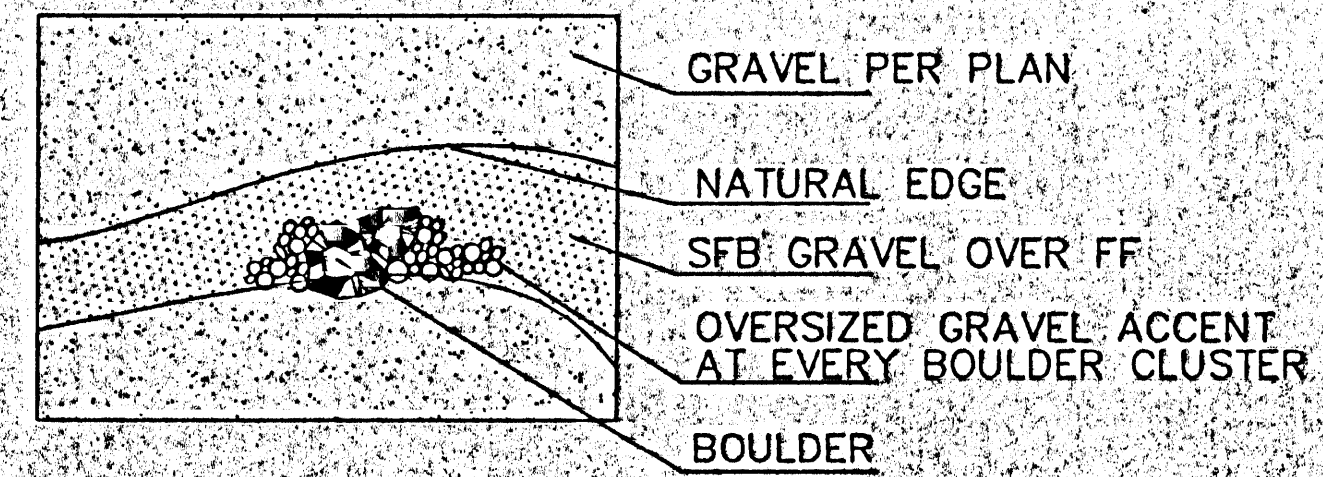 GRAVEL PER PLAN
NATURAL EDGE
SFB GRAVEL OVER FF
OVERSIZED GRAVEL ACCENT
AT EVERY BOULDER CLUSTER
BOULDER